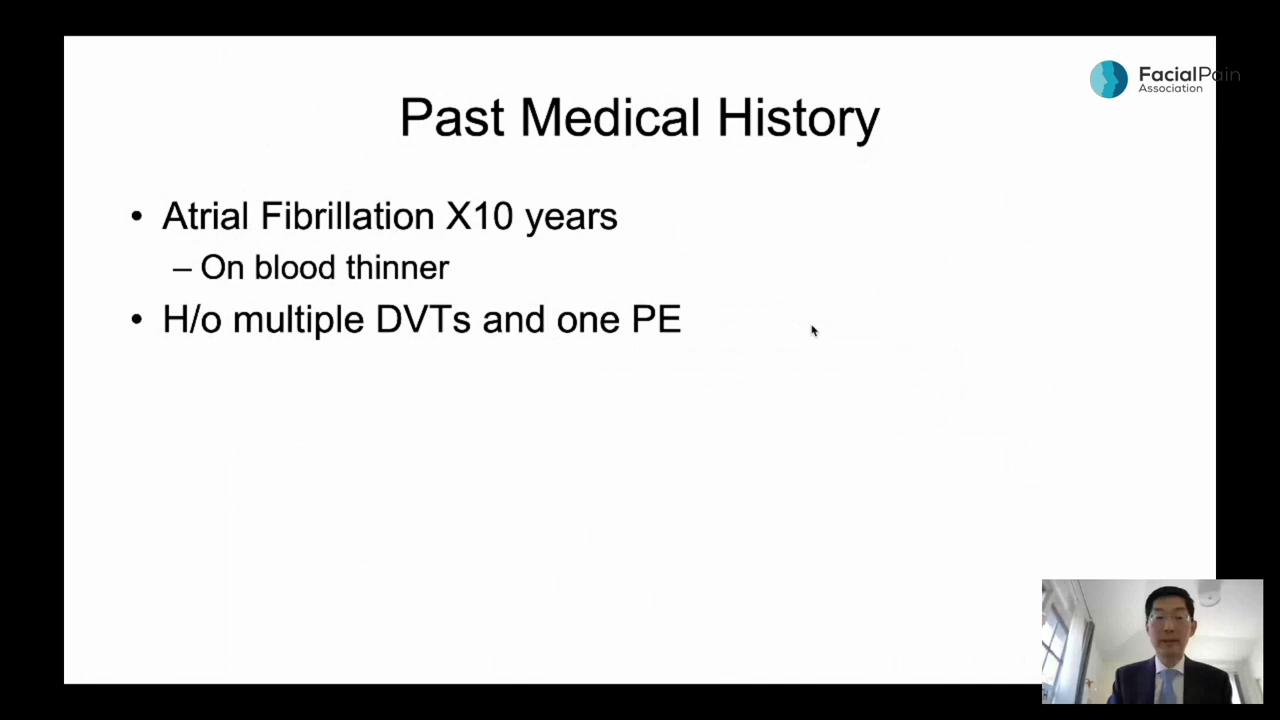 FacialPain
Association
Past Medical History
• Atrial Fibrillation X10 years
– On blood thinner
• H/o multiple DVTs and one PE